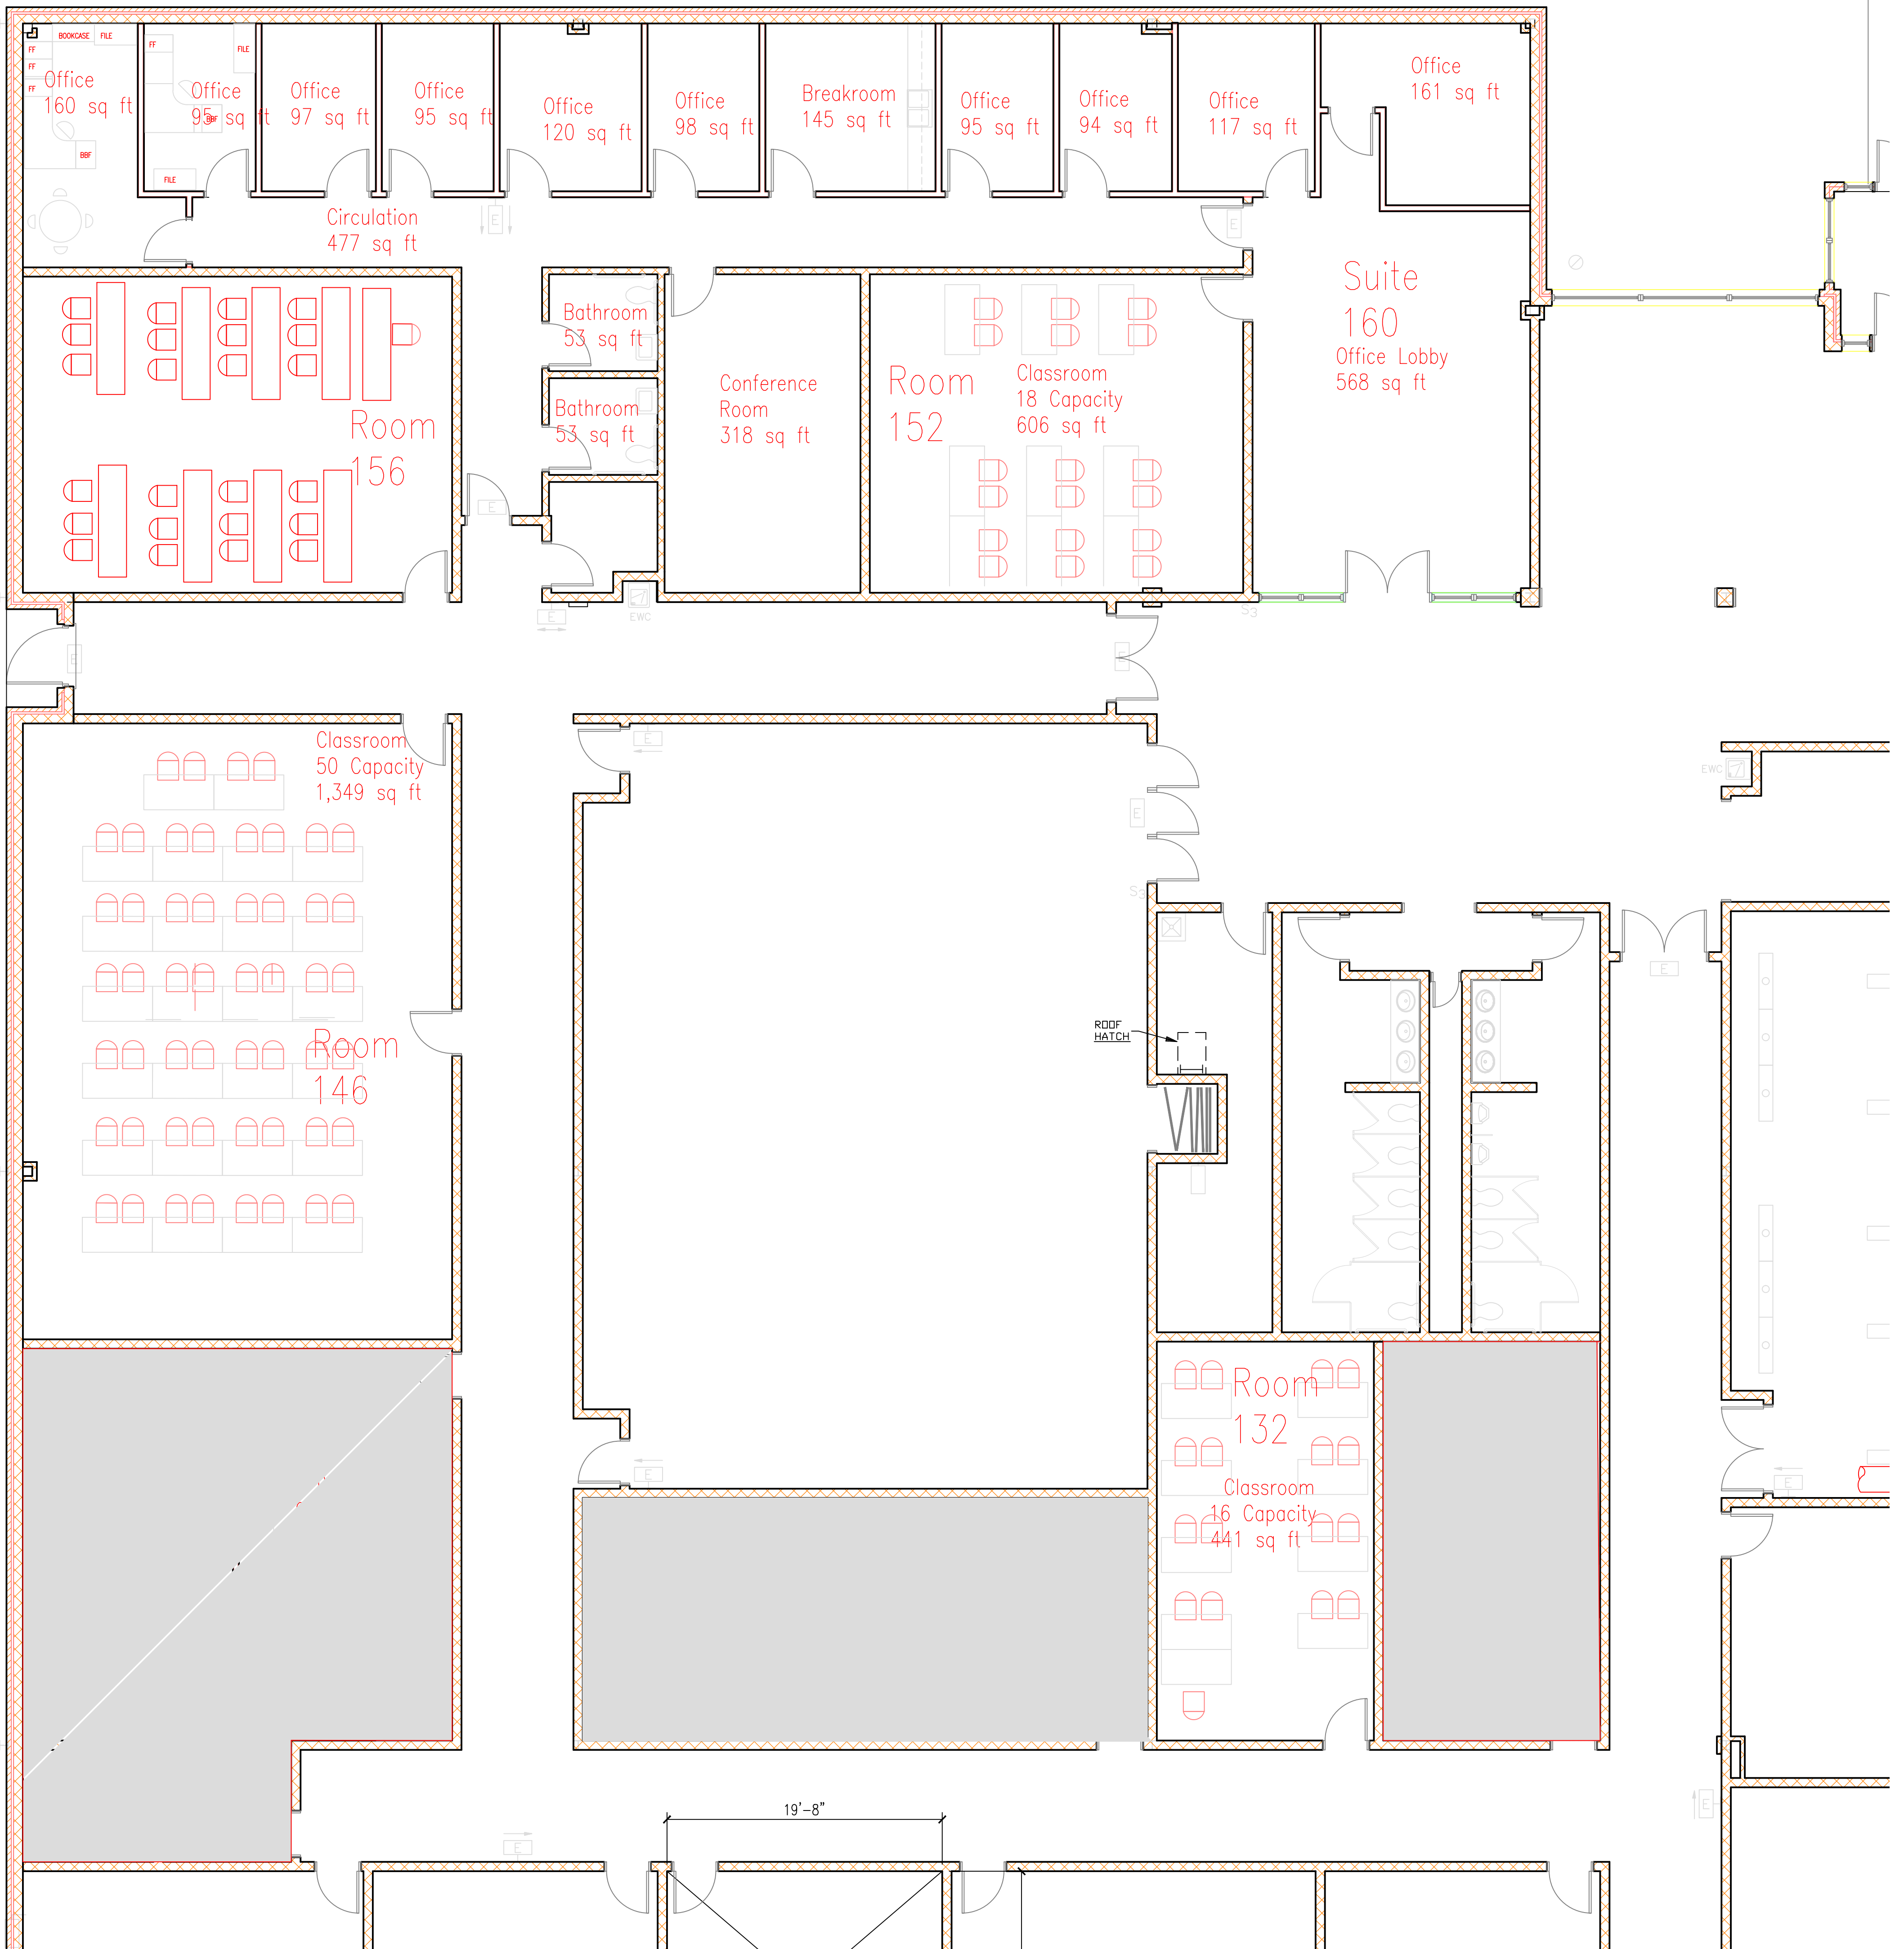 BOOKCASE FILE
FF
FF
FF
Office
160 sq ft
BBF
FF
FILE
Office
95 sq ft
BBF
FILE
Office
97 sq ft
Office
95 sq ft
Office
120 sq ft
Office
98 sq ft
Breakroom
145 sq ft
Office
95 sq ft
Office
94 sq ft
Office
117 sq ft
Office
161 sq ft
Circulation
477 sq ft
E
E
Room
156
Bathroom
53 sq ft
Bathroom
53 sq ft
Conference
Room
318 sq ft
Room
152
Classroom
18 Capacity
606 sq ft
Suite
160
Office Lobby
568 sq ft
E
E
EWC
S3
E
E
Classroom
50 Capacity
1,349 sq ft
E
E
EWC
S3
E
Room
146
ROOF
HATCH
Room
132
Classroom
16 Capacity
441 sq ft
E
E
E
19'-8"
E